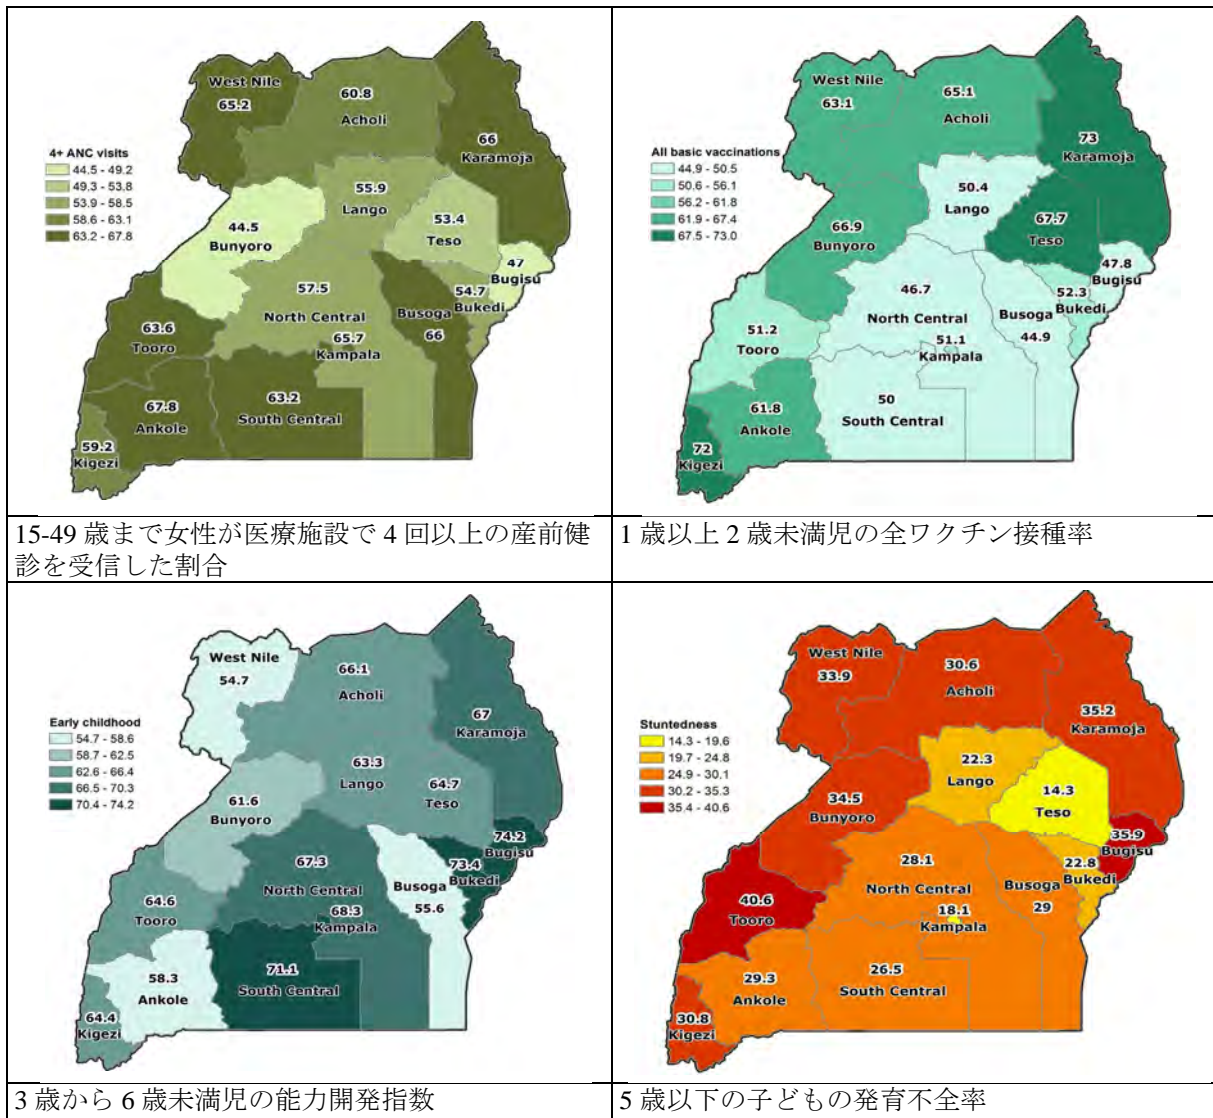 West Nile
65.2
60.8
Acholi
66
Karamoja
4+ ANC visits
44.5 - 49.2
49.3 - 53.8
53.9 - 58.5
58.6 - 63.1
63.2 - 67.8
55.9
Lango
44.5
Bunyoro
53.4
Teso
47
Bugisu
57.5
North Central
54.7
Bukedi
Busoga
66
63.6
Tooro
65.7
Kampala
67.8
Ankole
63.2
South Central
59.2
Kigezi
15-49 歳まで女性が医療施設で 4 回以上の産前健
診を受信した割合
West Nile
63.1
65.1
Acholi
73
Karamoja
All basic vaccinations
44.9 - 50.5
50.6 - 56.1
56.2 - 61.8
61.9 - 67.4
67.5 - 73.0
50.4
Lango
66.9
Bunyoro
67.7
Teso
47.8
Bugisu
46.7
North Central
52.3
Bukedi
Busoga
44.9
51.2
Tooro
51.1
Kampala
61.8
Ankole
50
South Central
72
Kigezi
1 歳以上 2 歳未満児の全ワクチン接種率
West Nile
54.7
66.1
Acholi
67
Karamoja
Early childhood
54.7 - 58.6
58.7 - 62.5
62.6 - 66.4
66.5 - 70.3
70.4 - 74.2
63.3
Lango
61.6
Bunyoro
64.7
Teso
74.2
Bugisu
67.3
North Central
73.4
Bukedi
Busoga
55.6
64.6
Tooro
68.3
Kampala
58.3
Ankole
71.1
South Central
64.4
Kigezi
3 歳から 6 歳未満児の能力開発指数
West Nile
33.9
30.6
Acholi
35.2
Karamoja
Stuntedness
14.3 - 19.6
19.7 - 24.8
24.9 - 30.1
30.2 - 35.3
35.4 - 40.6
22.3
Lango
34.5
Bunyoro
14.3
Teso
35.9
Bugisu
28.1
North Central
22.8
Bukedi
Busoga
29
40.6
Tooro
18.1
Kampala
29.3
Ankole
26.5
South Central
30.8
Kigezi
5 歳以下の子どもの発育不全率